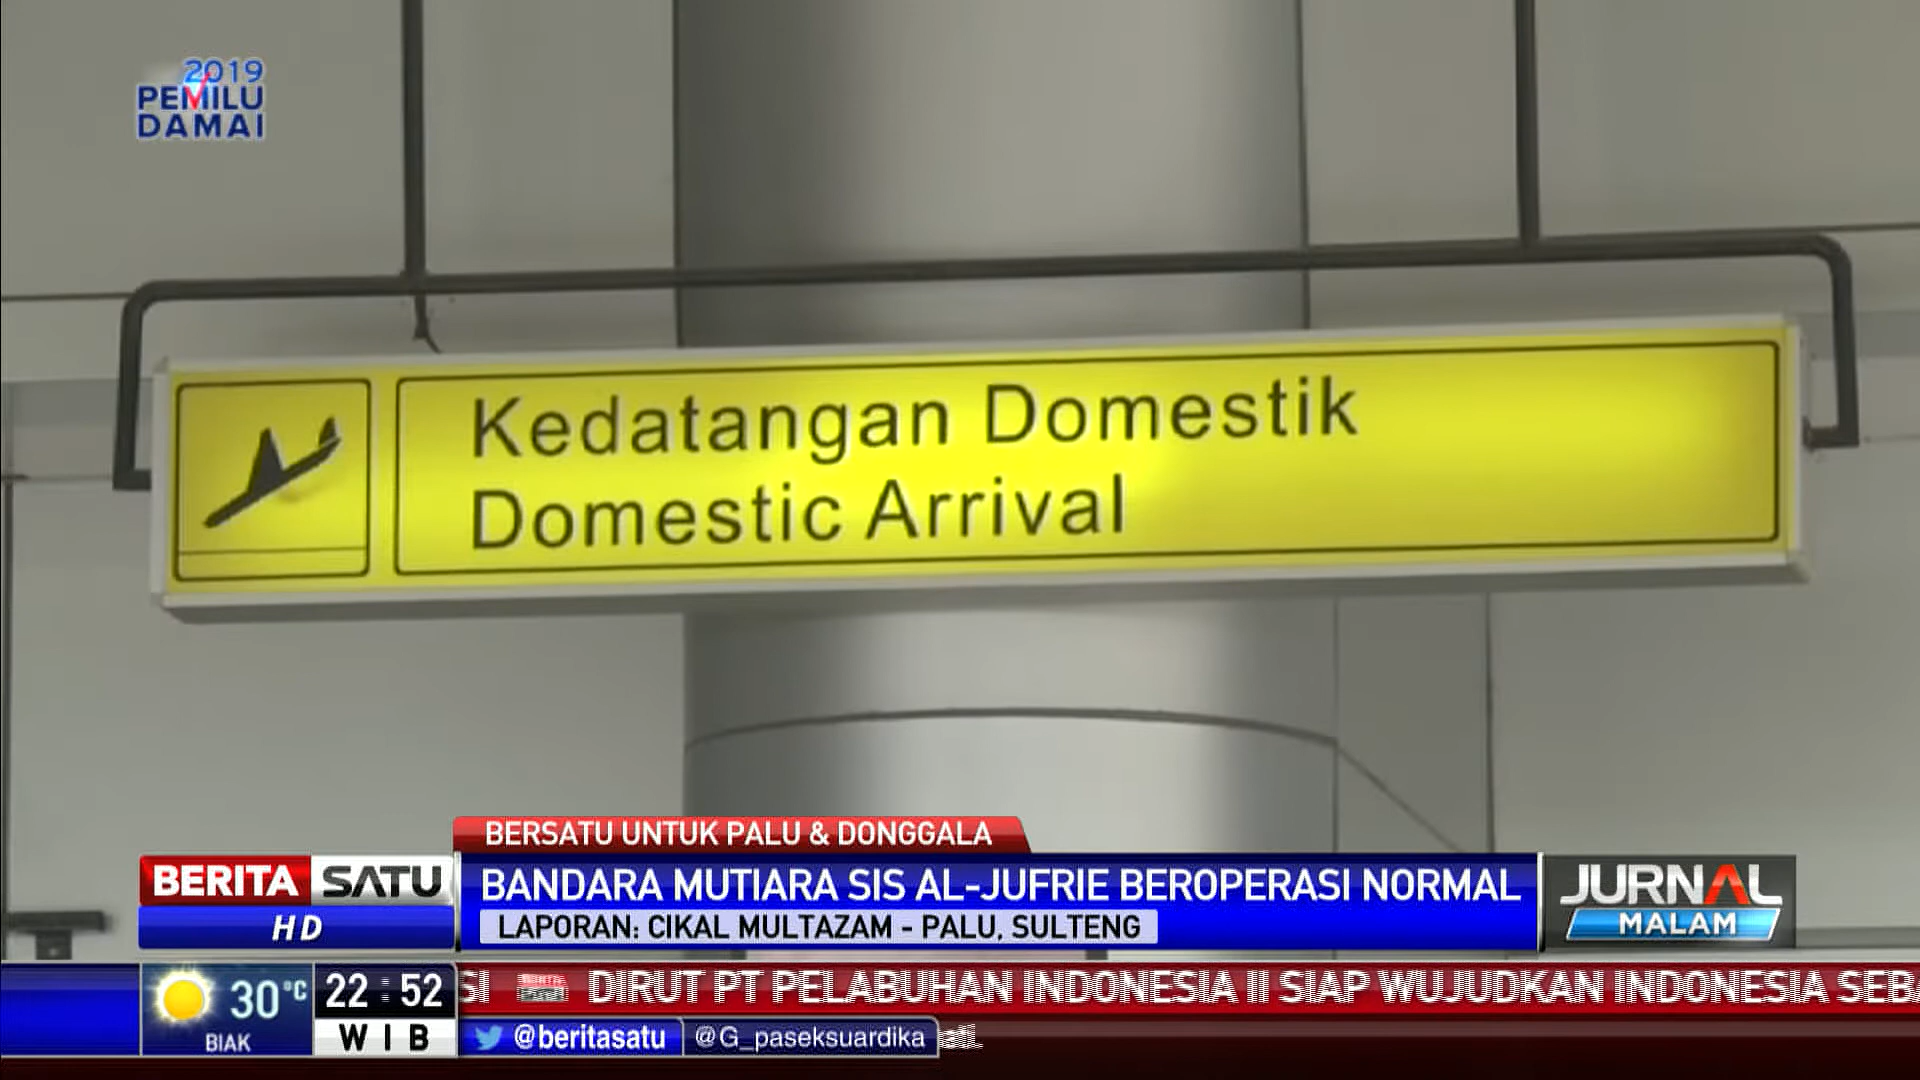 2019
PEMILU
DAMAI
Kedatangan Domestik
Domestic Arrival
BERSATU UNTUK PALU & DONGGALA
BERITA SATU
HD
BANDARA MUTIARA SIS AL-JUFRIE BEROPERASI NORMAL
LAPORAN: CIKAL MULTAZAM - PALU, SULTENG
JURNAL
MALAM
30°C
BIAK
22:52
WIB
SI DIRUT PT PELABUHAN INDONESIA II SIAP WUJUDKAN INDONESIA SEBA
@beritasatu @G_paseksuardika